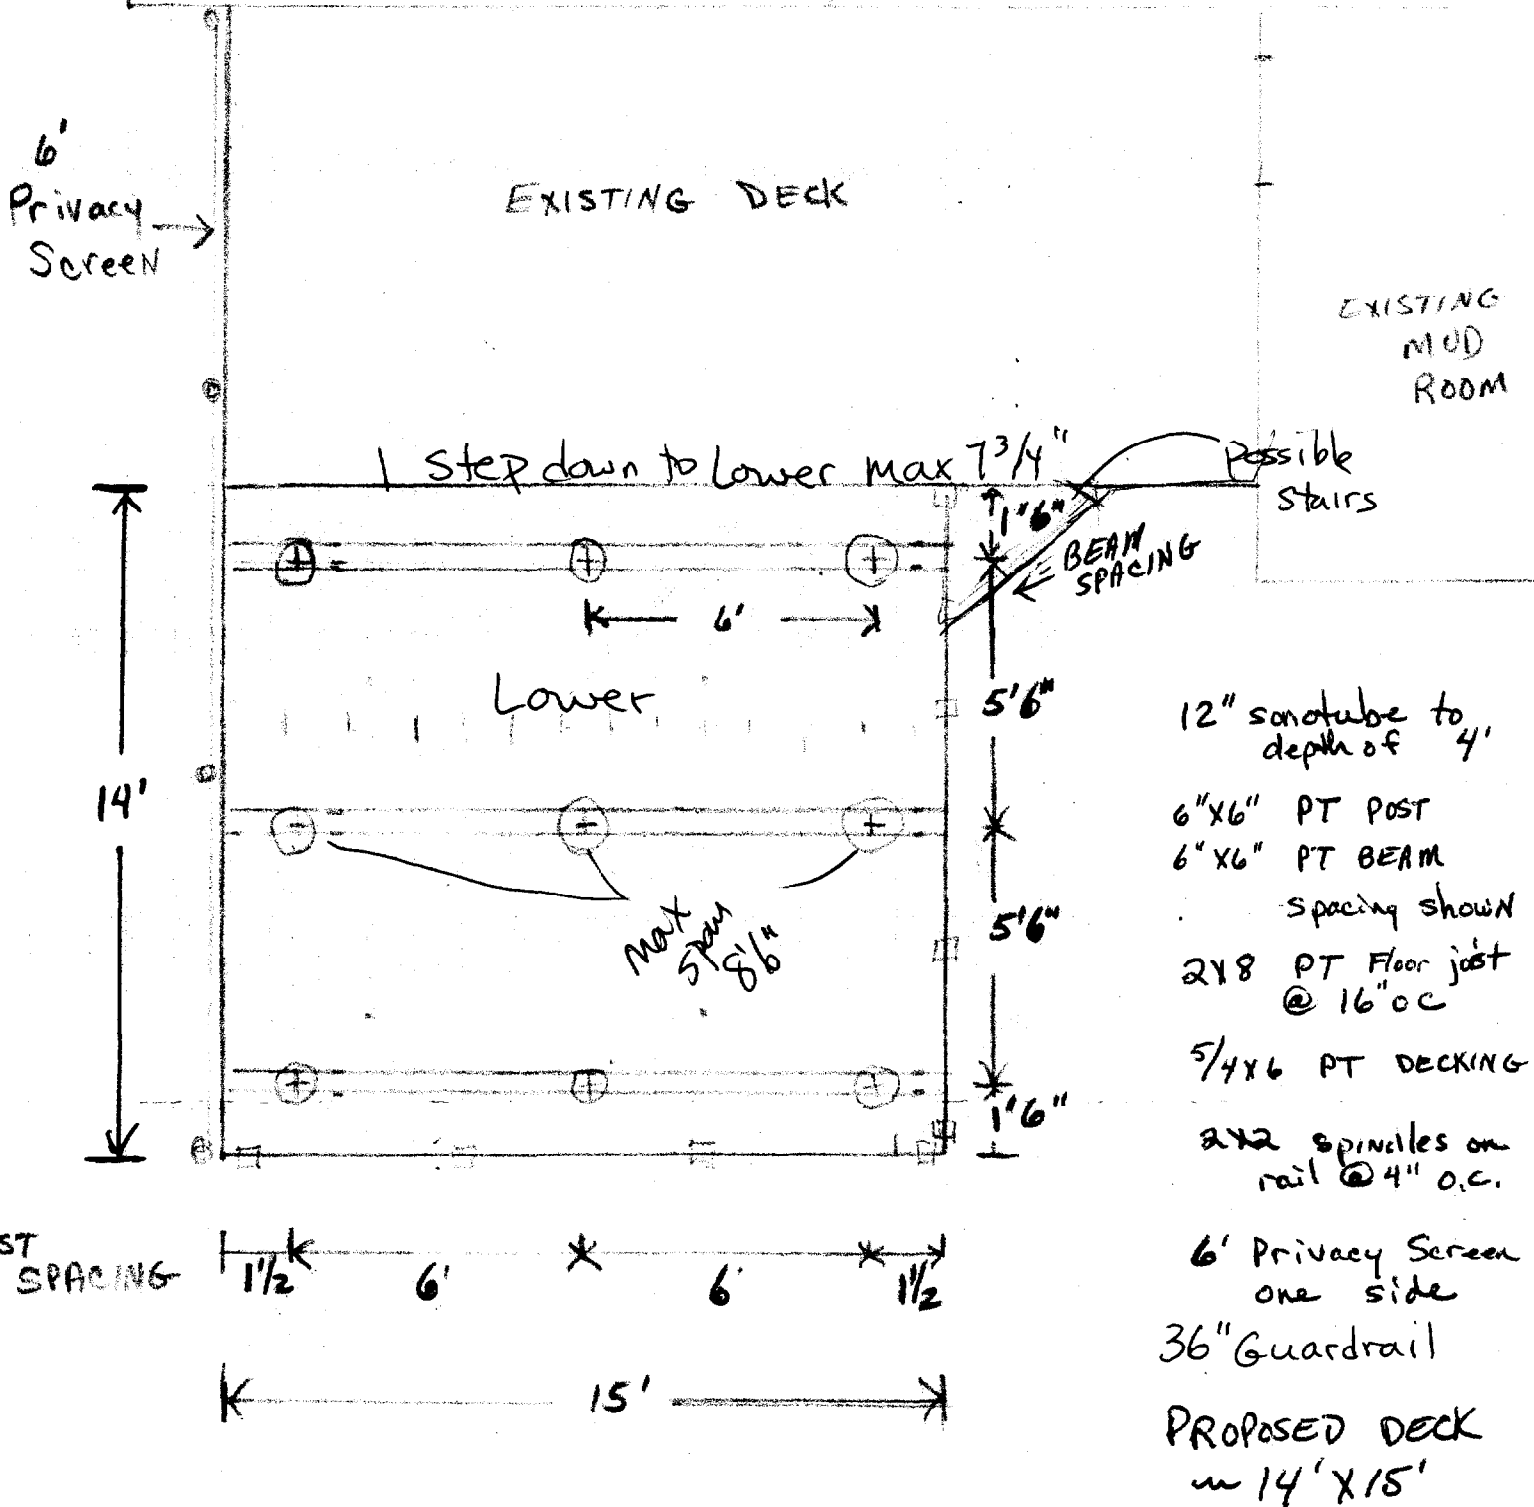 6'
Privacy
Screen
EXISTING DECK
EXISTING
MUD
ROOM
1 Step down to Lower max 7 3/4"
possible
stairs
1'6"
BEAM
SPACING
6'
Lower
5'6"
14'
max
span
8'6"
5'6"
1'6"
12" sonotube to
depth of 4'
6"X6" PT POST
6"X6" PT BEAM
Spacing shown
2X8 PT Floor joist
@ 16" oc
5/4X6 PT DECKING
2X2 spindles on
rail @ 4" o.c.
6' Privacy Screen
one side
36" Guardrail
PROPOSED DECK
14'X15'
ST
SPACING
1 1/2
6'
6'
1 1/2
15'